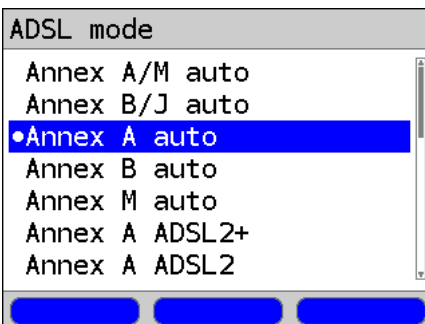 ADSL mode
Annex A/M auto
Annex B/J auto
•Annex A auto
Annex B auto
Annex M auto
Annex A ADSL2+
Annex A ADSL2